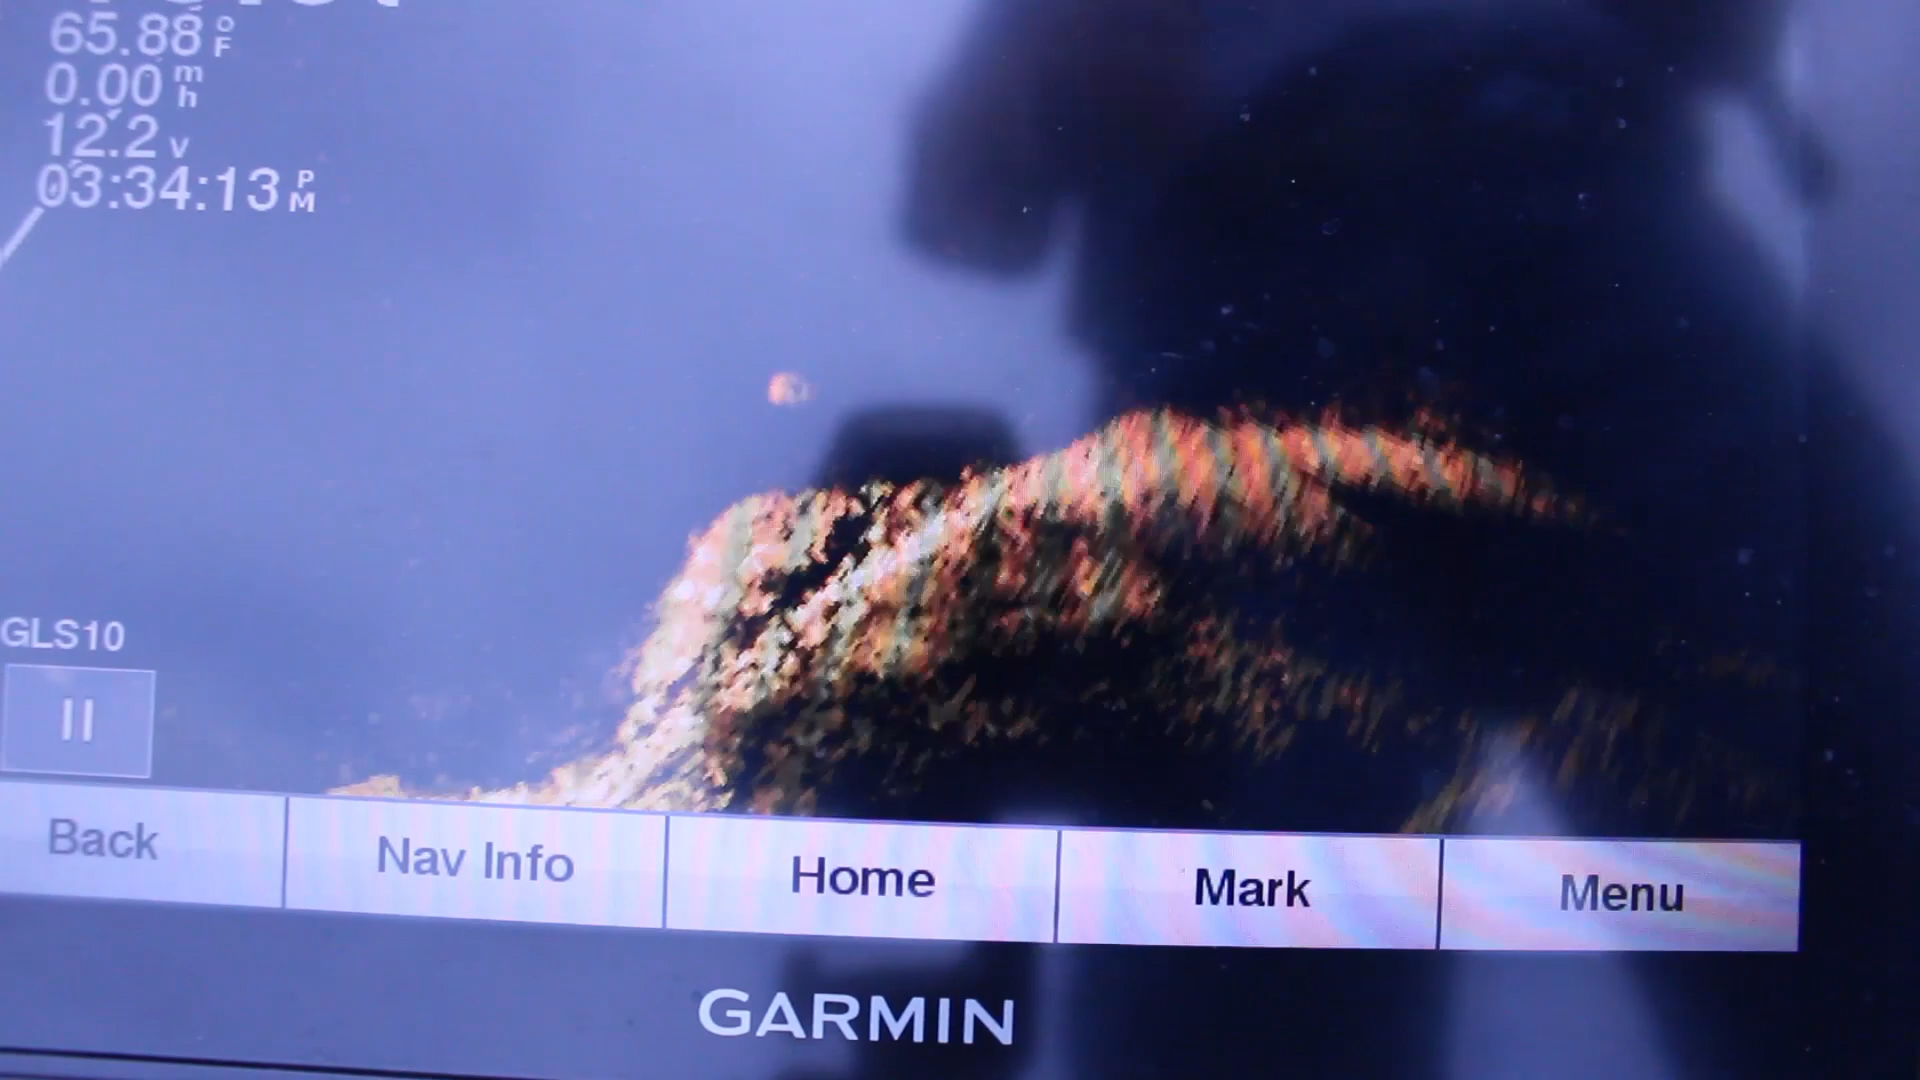 65.88 °F
0.00 mh
12.2 V
03:34:13 PM
GLS10
Back
Nav Info
Home
Mark
Menu
GARMIN